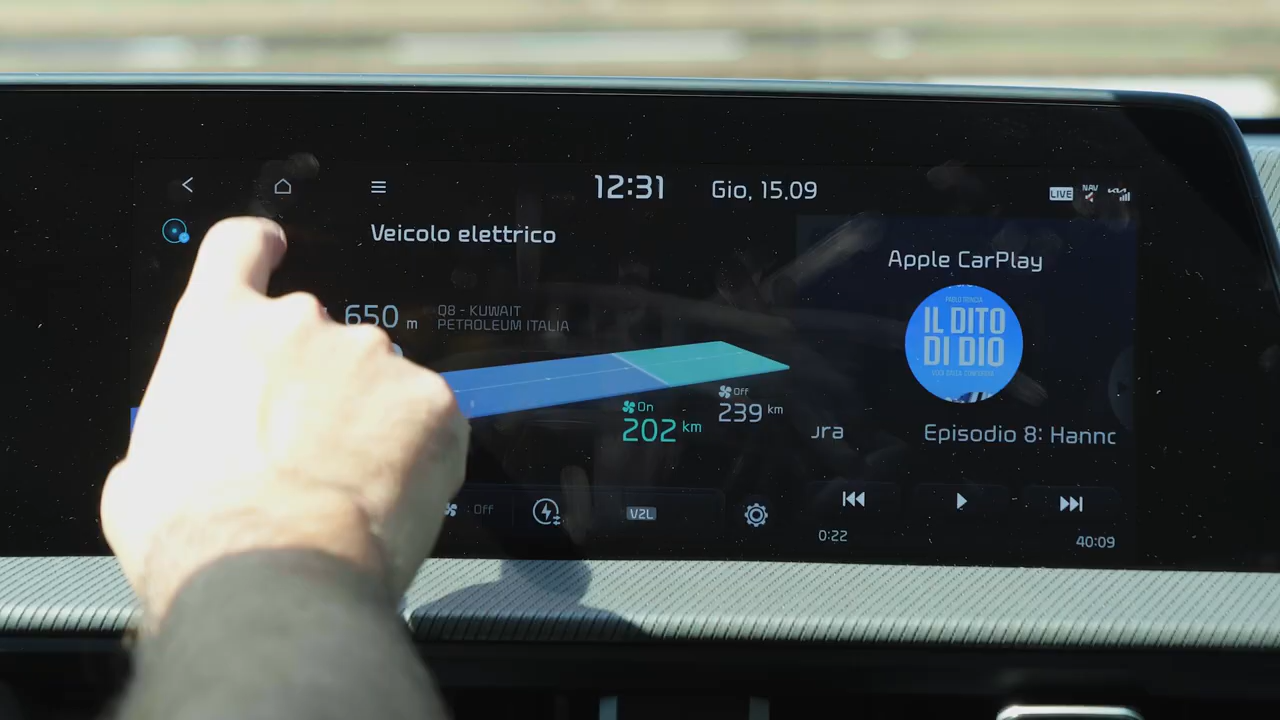 12:31 Gio, 15.09
LIVE NAV
Veicolo elettrico
Apple CarPlay
650 m
Q8 - KUWAIT
PETROLEUM ITALIA
IL DITO
DI DIO
On
202 km
Off
239 km
Episodio 8: Hannc
: Off
V2L
0:22
40:09